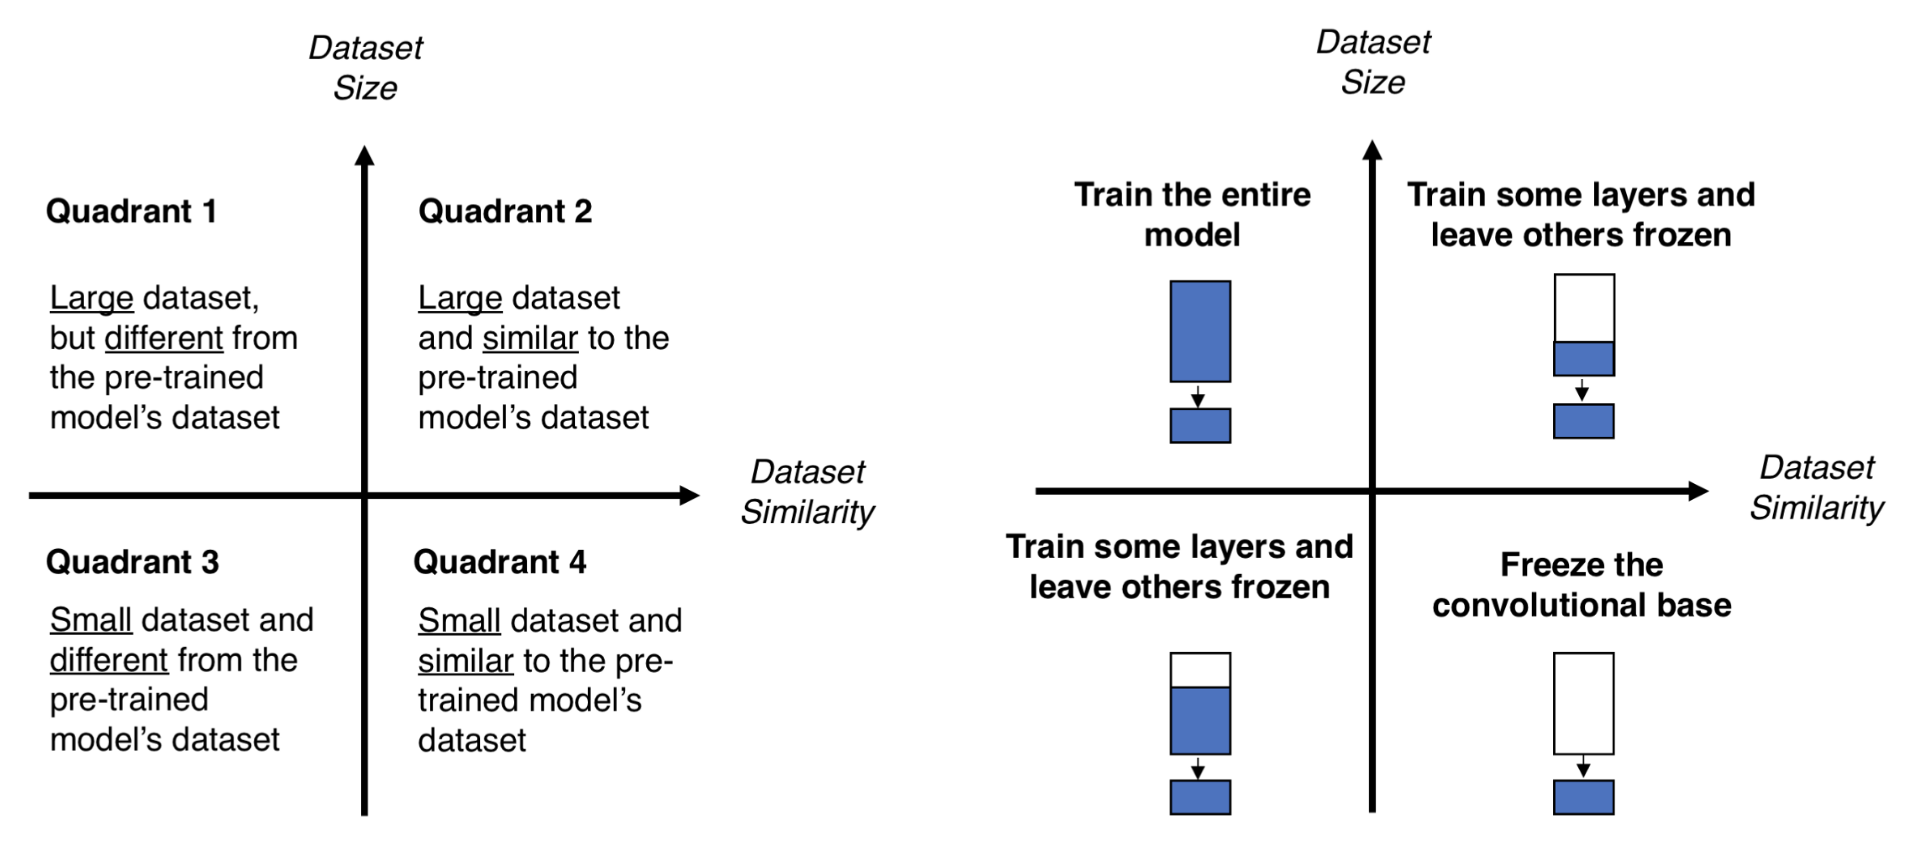 Dataset
Size
Quadrant 1
Large dataset,
but different from
the pre-trained
model’s dataset
Quadrant 2
Large dataset
and similar to the
pre-trained
model’s dataset
Dataset
Similarity
Quadrant 3
Small dataset and
different from the
pre-trained
model’s dataset
Quadrant 4
Small dataset and
similar to the pre-
trained model’s
dataset
Dataset
Size
Train the entire
model
Train some layers and
leave others frozen
Dataset
Similarity
Train some layers and
leave others frozen
Freeze the
convolutional base